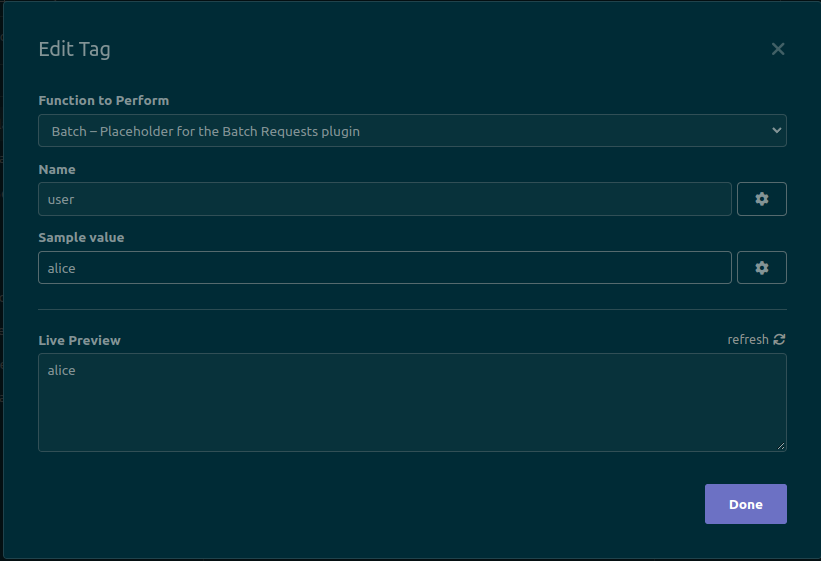 Edit Tag
Function to Perform
Batch – Placeholder for the Batch Requests plugin
Name
user
Sample value
alice
Live Preview
refresh
alice
Done